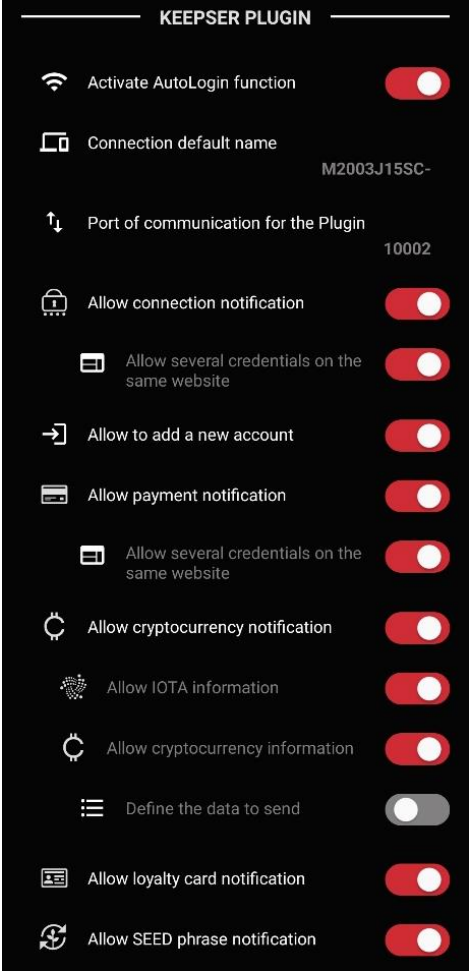 KEEPSER PLUGIN
Activate AutoLogin function
Connection default name
M2003J15SC-
Port of communication for the Plugin
10002
Allow connection notification
Allow several credentials on the
same website
Allow to add a new account
Allow payment notification
Allow several credentials on the
same website
Allow cryptocurrency notification
Allow IOTA information
Allow cryptocurrency information
Define the data to send
Allow loyalty card notification
Allow SEED phrase notification